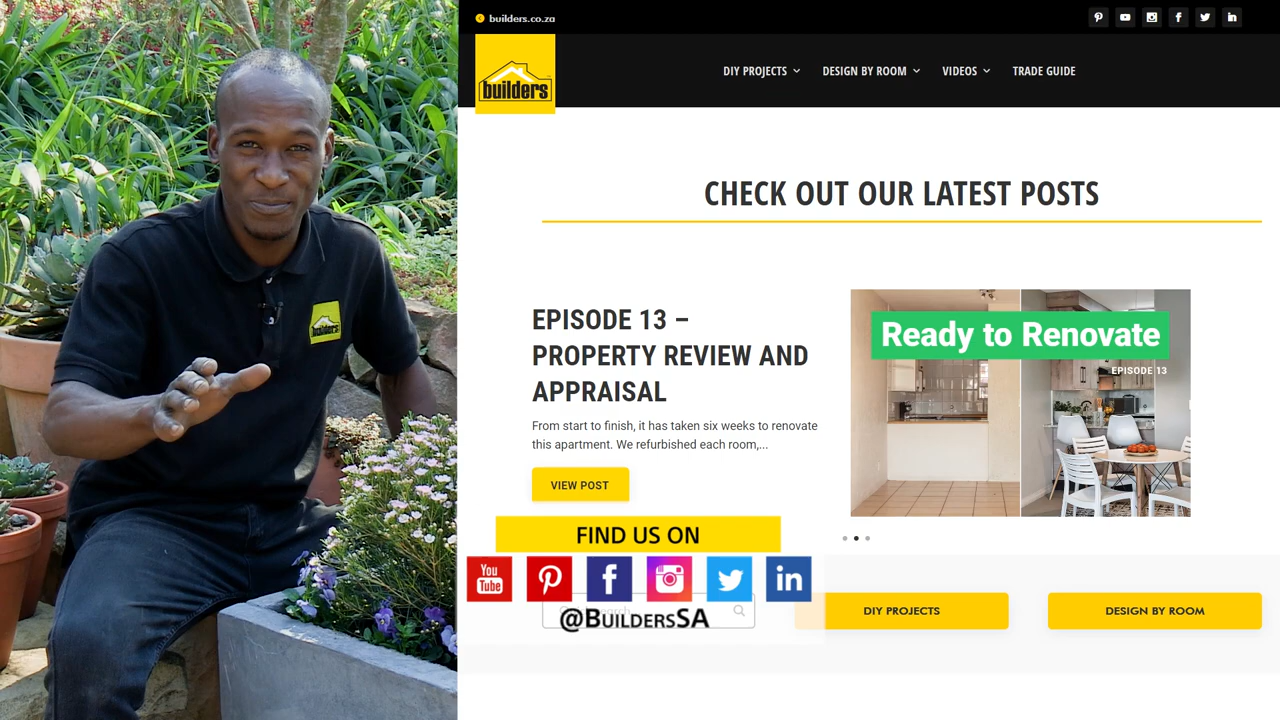 builders.co.za
builders
DIY PROJECTS
DESIGN BY ROOM
VIDEOS
TRADE GUIDE
CHECK OUT OUR LATEST POSTS
builders
EPISODE 13 –
PROPERTY REVIEW AND
APPRAISAL
From start to finish, it has taken six weeks to renovate
this apartment. We refurbished each room,...
VIEW POST
Ready to Renovate
EPISODE 13
FIND US ON
You
Tube
@BUILDERSSA
Search
DIY PROJECTS
DESIGN BY ROOM